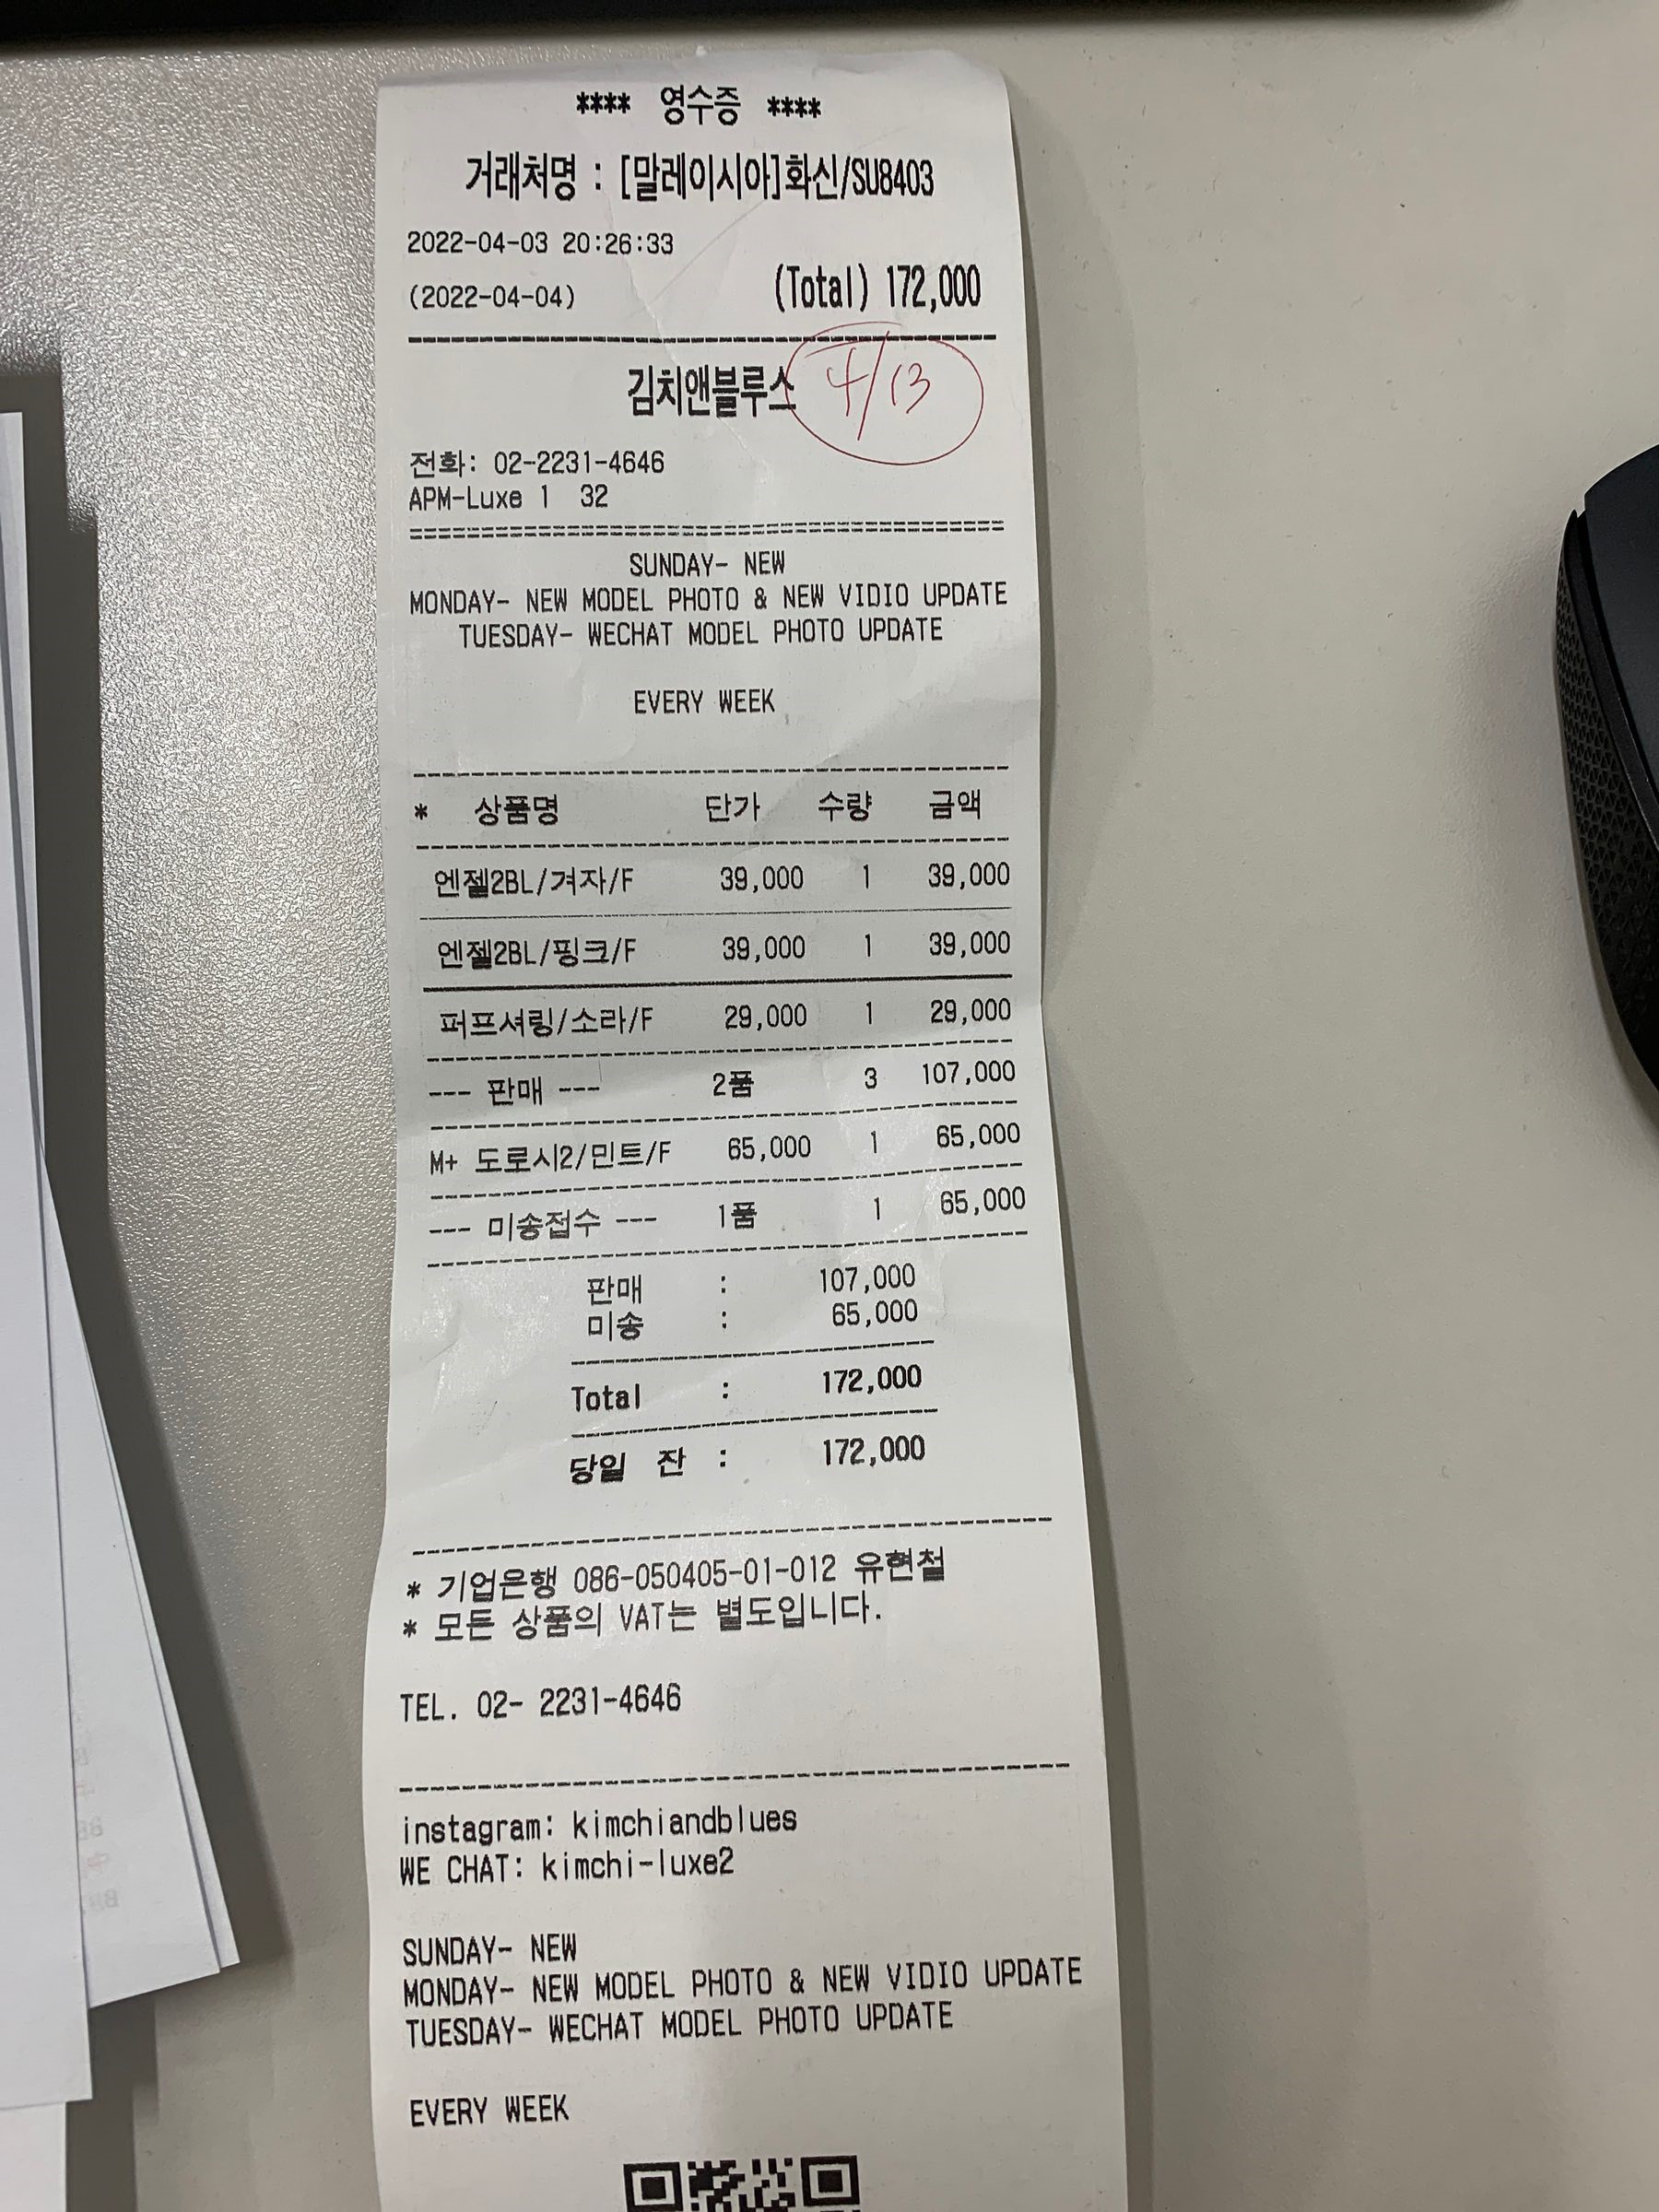 **** 영수증 ****
거래처명 : [말레이시아]화신/SU8403
2022-04-03 20:26:33
(2022-04-04) (Total) 172,000
김치앤블루스 4/13
전화: 02-2231-4646
APM-Luxe 1 32
SUNDAY- NEW
MONDAY- NEW MODEL PHOTO & NEW VIDIO UPDATE
TUESDAY- WECHAT MODEL PHOTO UPDATE
EVERY WEEK
* 상품명 단가 수량 금액
엔젤2BL/겨자/F 39,000 1 39,000
엔젤2BL/핑크/F 39,000 1 39,000
퍼프셔링/소라/F 29,000 1 29,000
--- 판매 --- 2품 3 107,000
M+ 도로시2/민트/F 65,000 1 65,000
--- 미송접수 --- 1품 1 65,000
판매 : 107,000
미송 : 65,000
Total : 172,000
당일 잔 : 172,000
* 기업은행 086-050405-01-012 유현철
* 모든 상품의 VAT는 별도입니다.
TEL. 02- 2231-4646
instagram: kimchiandblues
WE CHAT: kimchi-luxe2
SUNDAY- NEW
MONDAY- NEW MODEL PHOTO & NEW VIDIO UPDATE
TUESDAY- WECHAT MODEL PHOTO UPDATE
EVERY WEEK